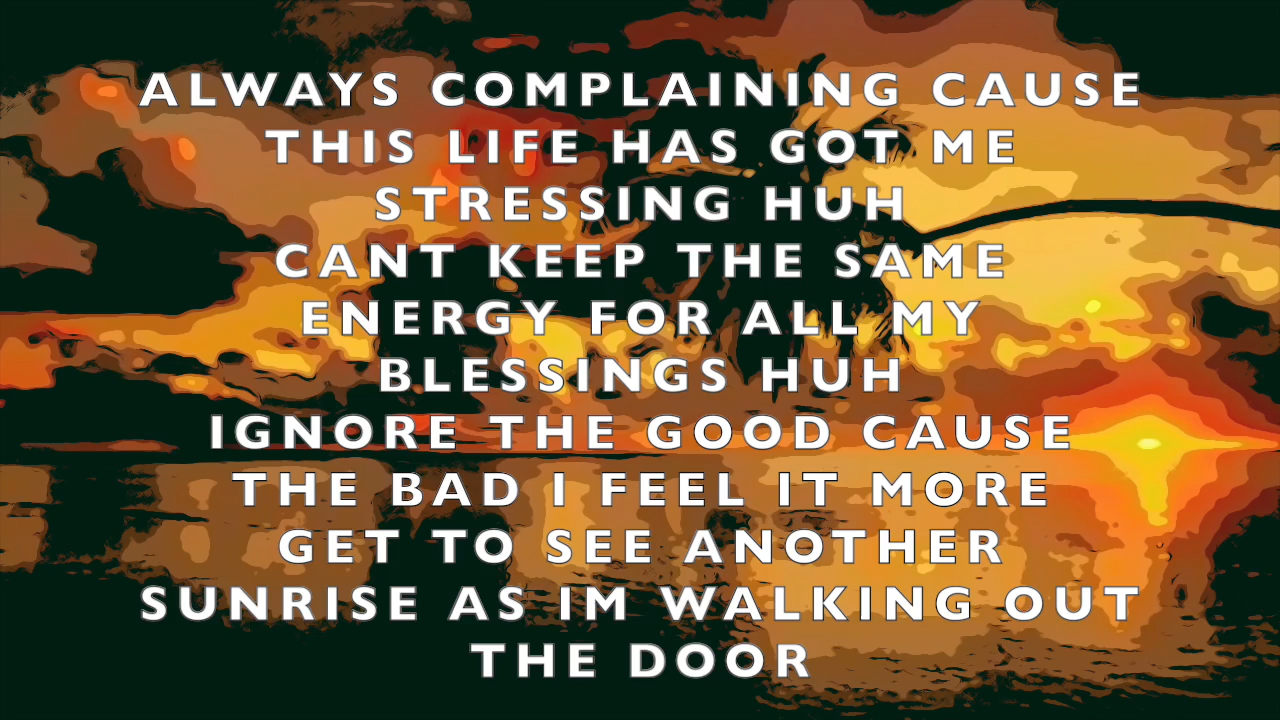 ALWAYS COMPLAINING CAUSE
THIS LIFE HAS GOT ME
STRESSING HUH
CANT KEEP THE SAME
ENERGY FOR ALL MY
BLESSINGS HUH
IGNORE THE GOOD CAUSE
THE BAD I FEEL IT MORE
GET TO SEE ANOTHER
SUNRISE AS IM WALKING OUT
THE DOOR